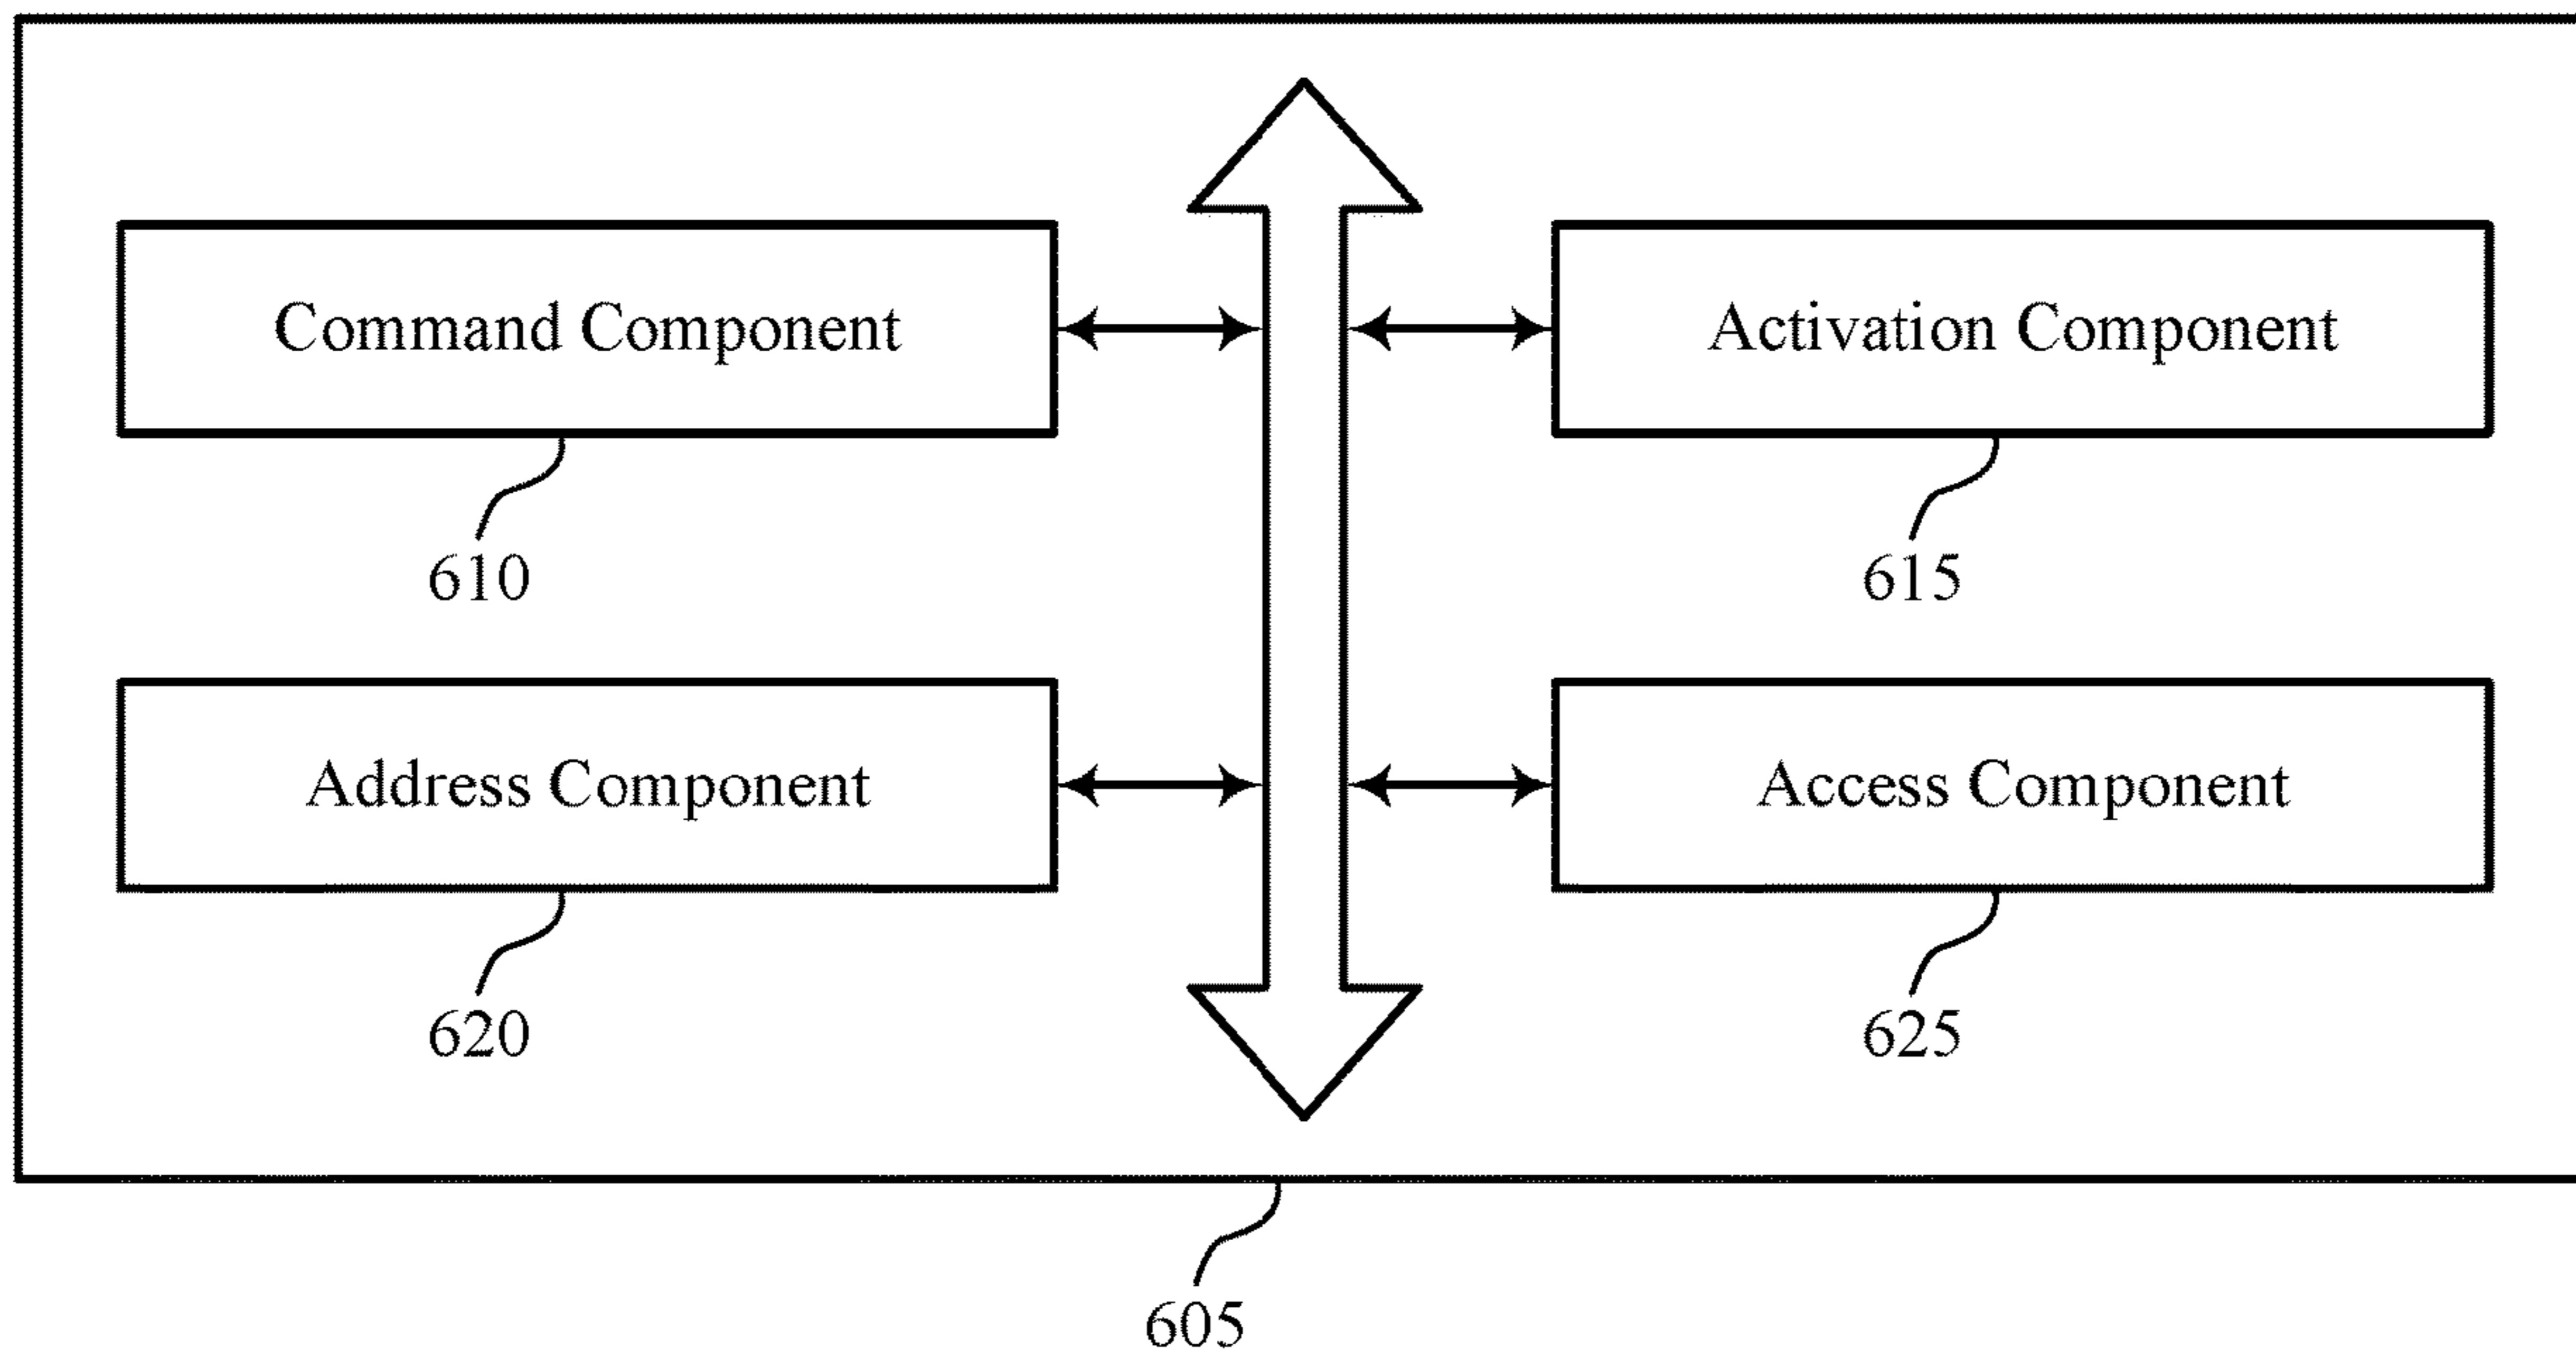 Command Component
Activation Component
610
615
Address Component
Access Component
620
625
605